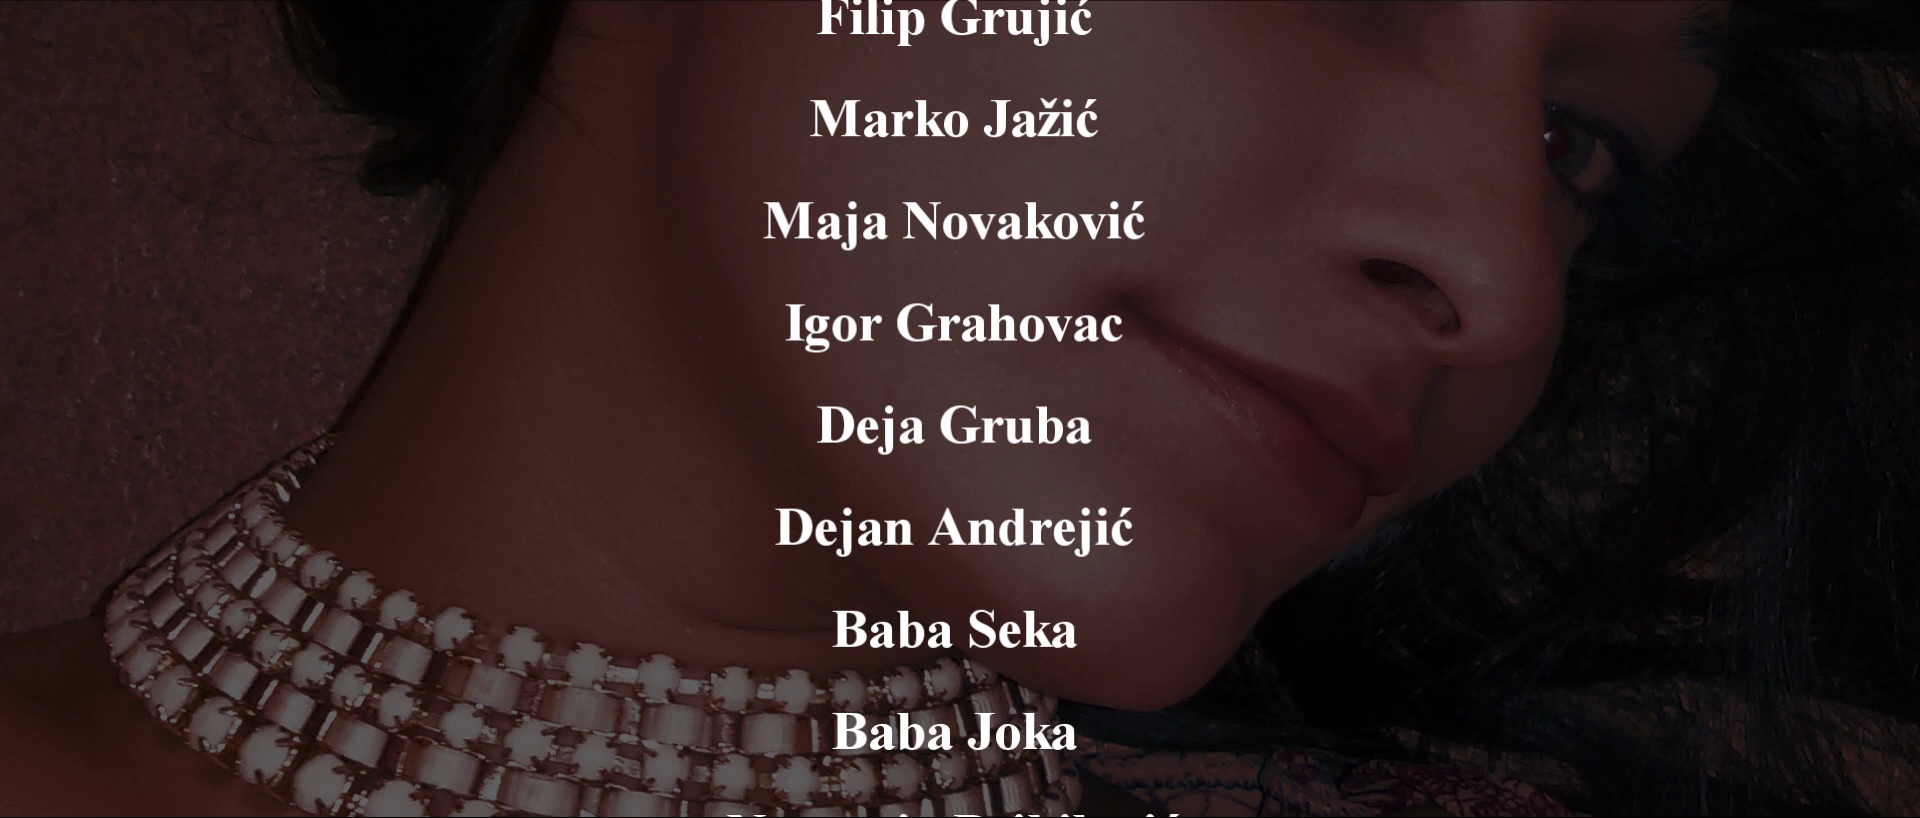 Filip Grujić
Marko Jažić
Maja Novaković
Igor Grahovac
Deja Gruba
Dejan Andrejić
Baba Seka
Baba Joka